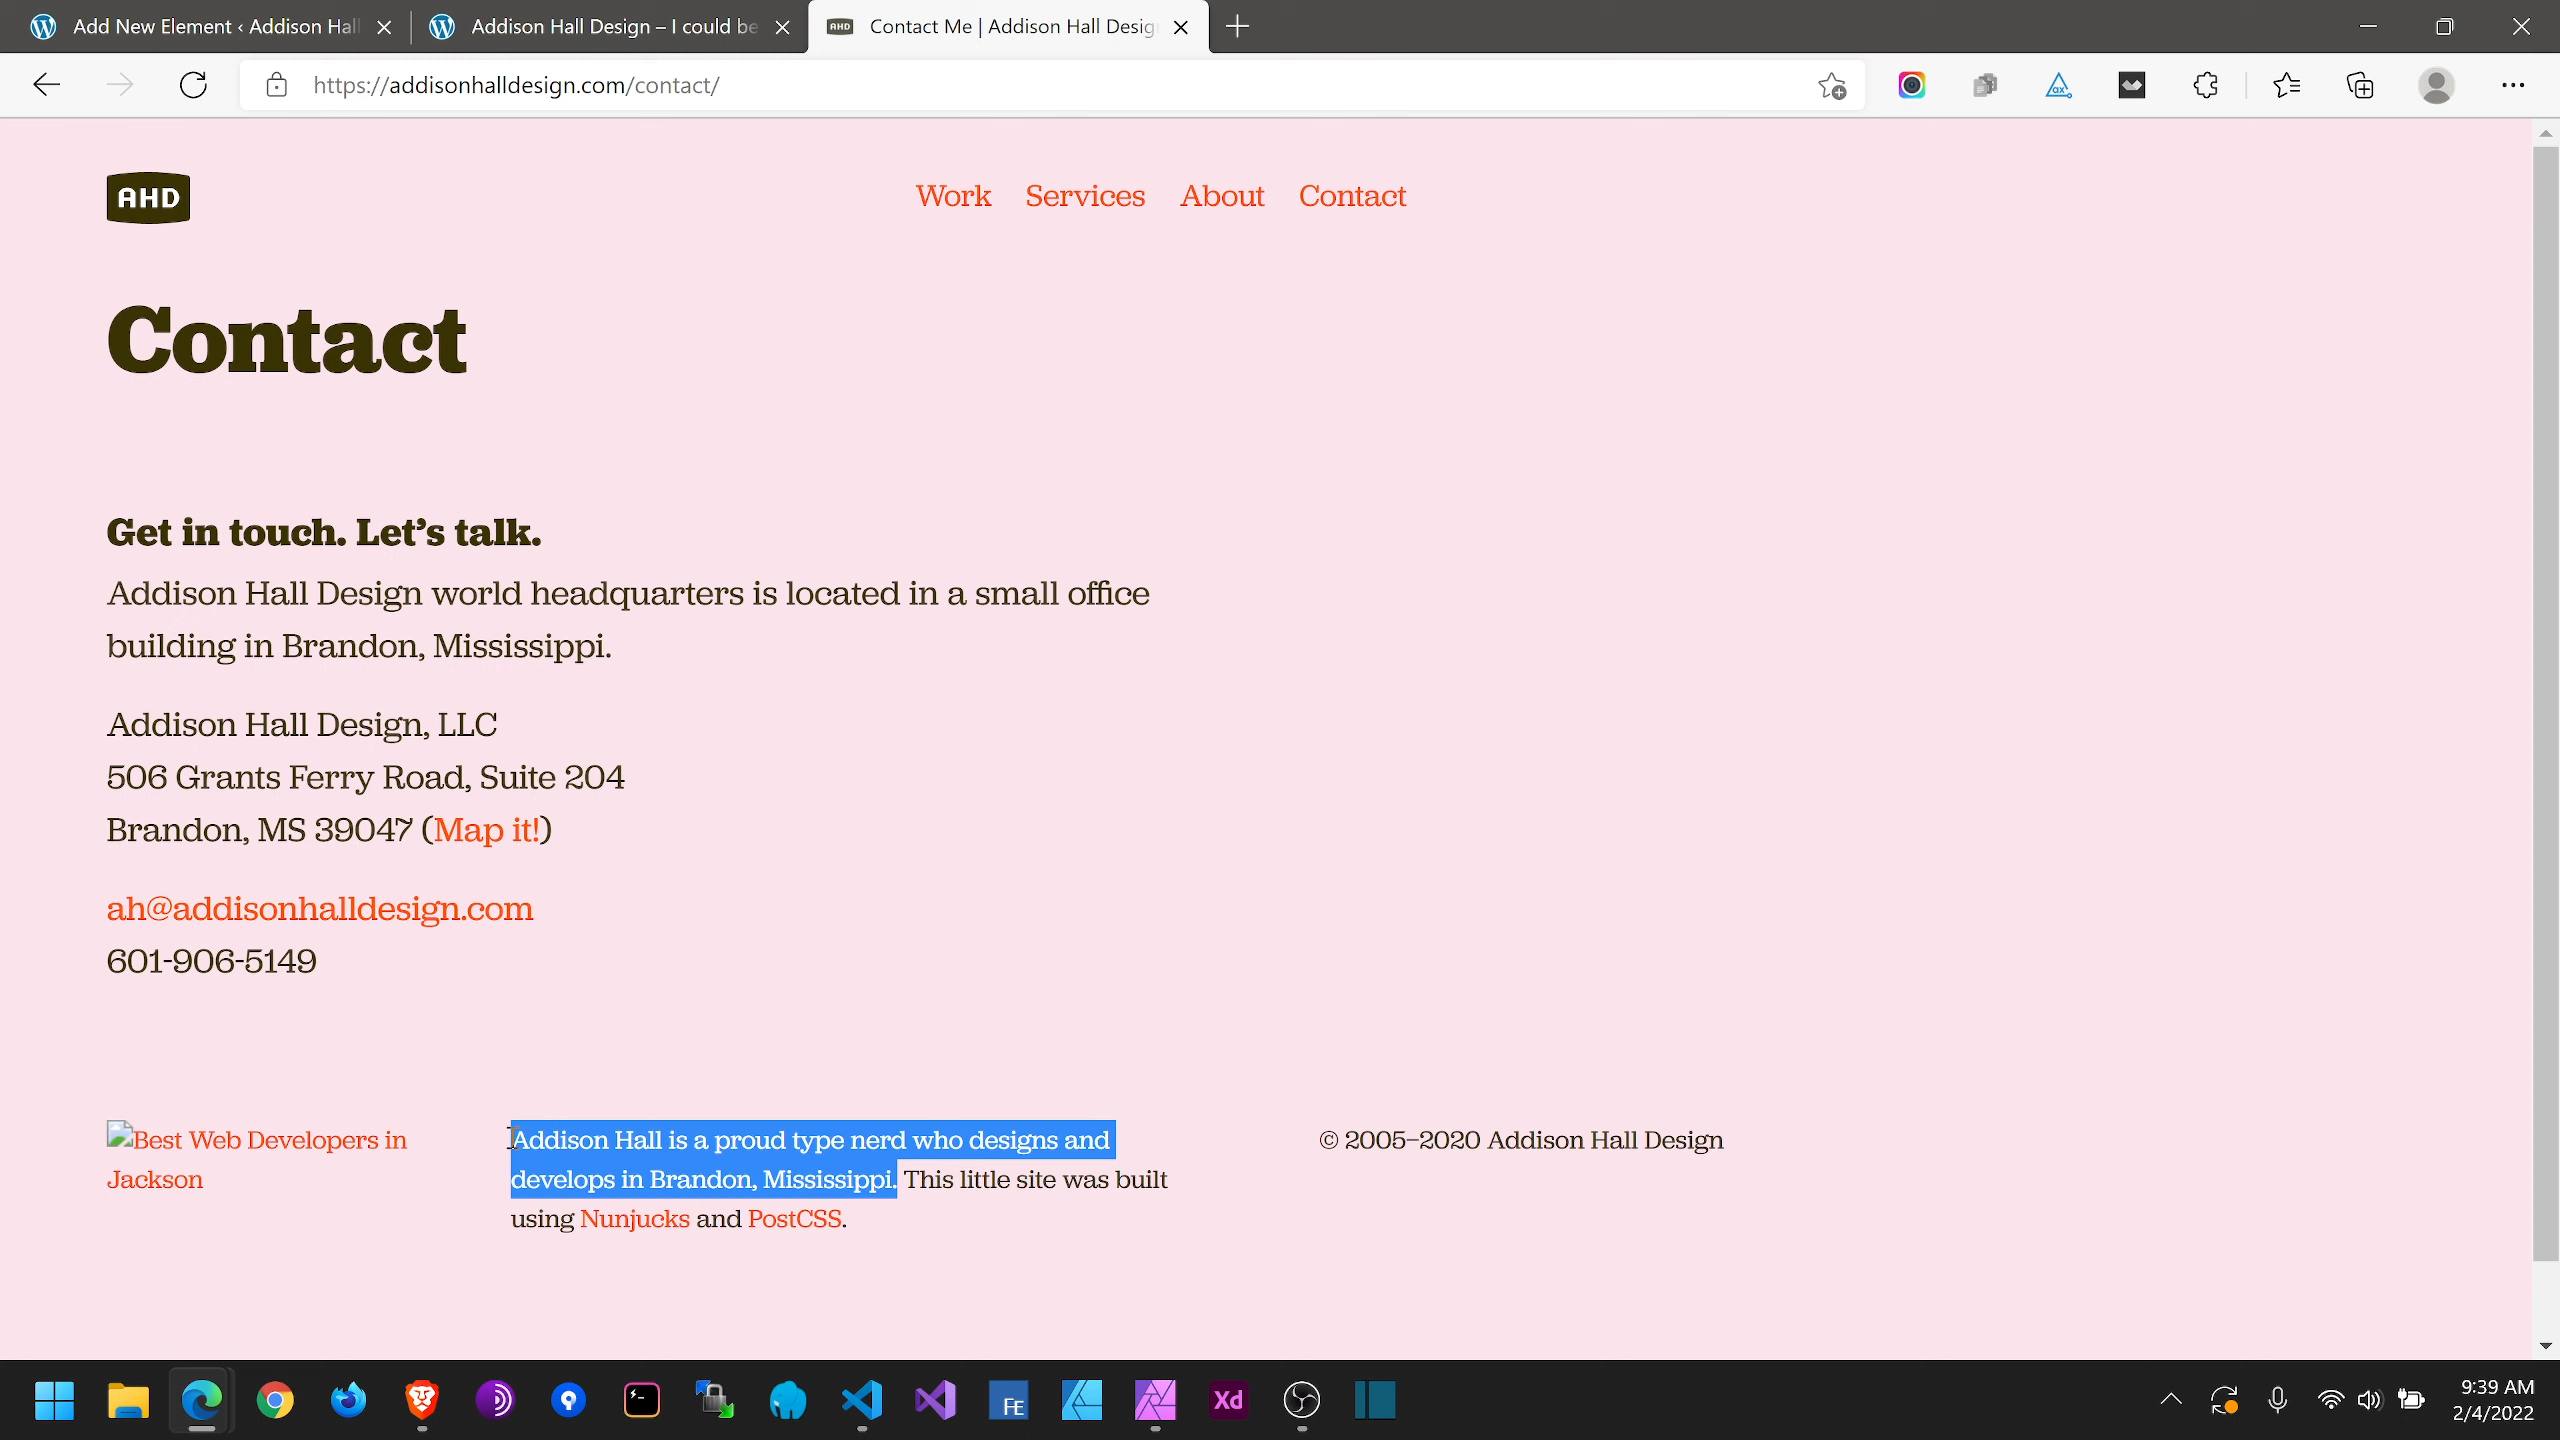 Add New Element ‹ Addison Hall
Addison Hall Design – I could be
AHD
Contact Me | Addison Hall Desig
https://addisonhalldesign.com/contact/
AHD
Work Services About Contact
Contact
Get in touch. Let’s talk.
Addison Hall Design world headquarters is located in a small office
building in Brandon, Mississippi.
Addison Hall Design, LLC
506 Grants Ferry Road, Suite 204
Brandon, MS 39047 (Map it!)
ah@addisonhalldesign.com
601-906-5149
Best Web Developers in
Jackson
Addison Hall is a proud type nerd who designs and
develops in Brandon, Mississippi. This little site was built
using Nunjucks and PostCSS.
© 2005–2020 Addison Hall Design
FE
Xd
9:39 AM
2/4/2022